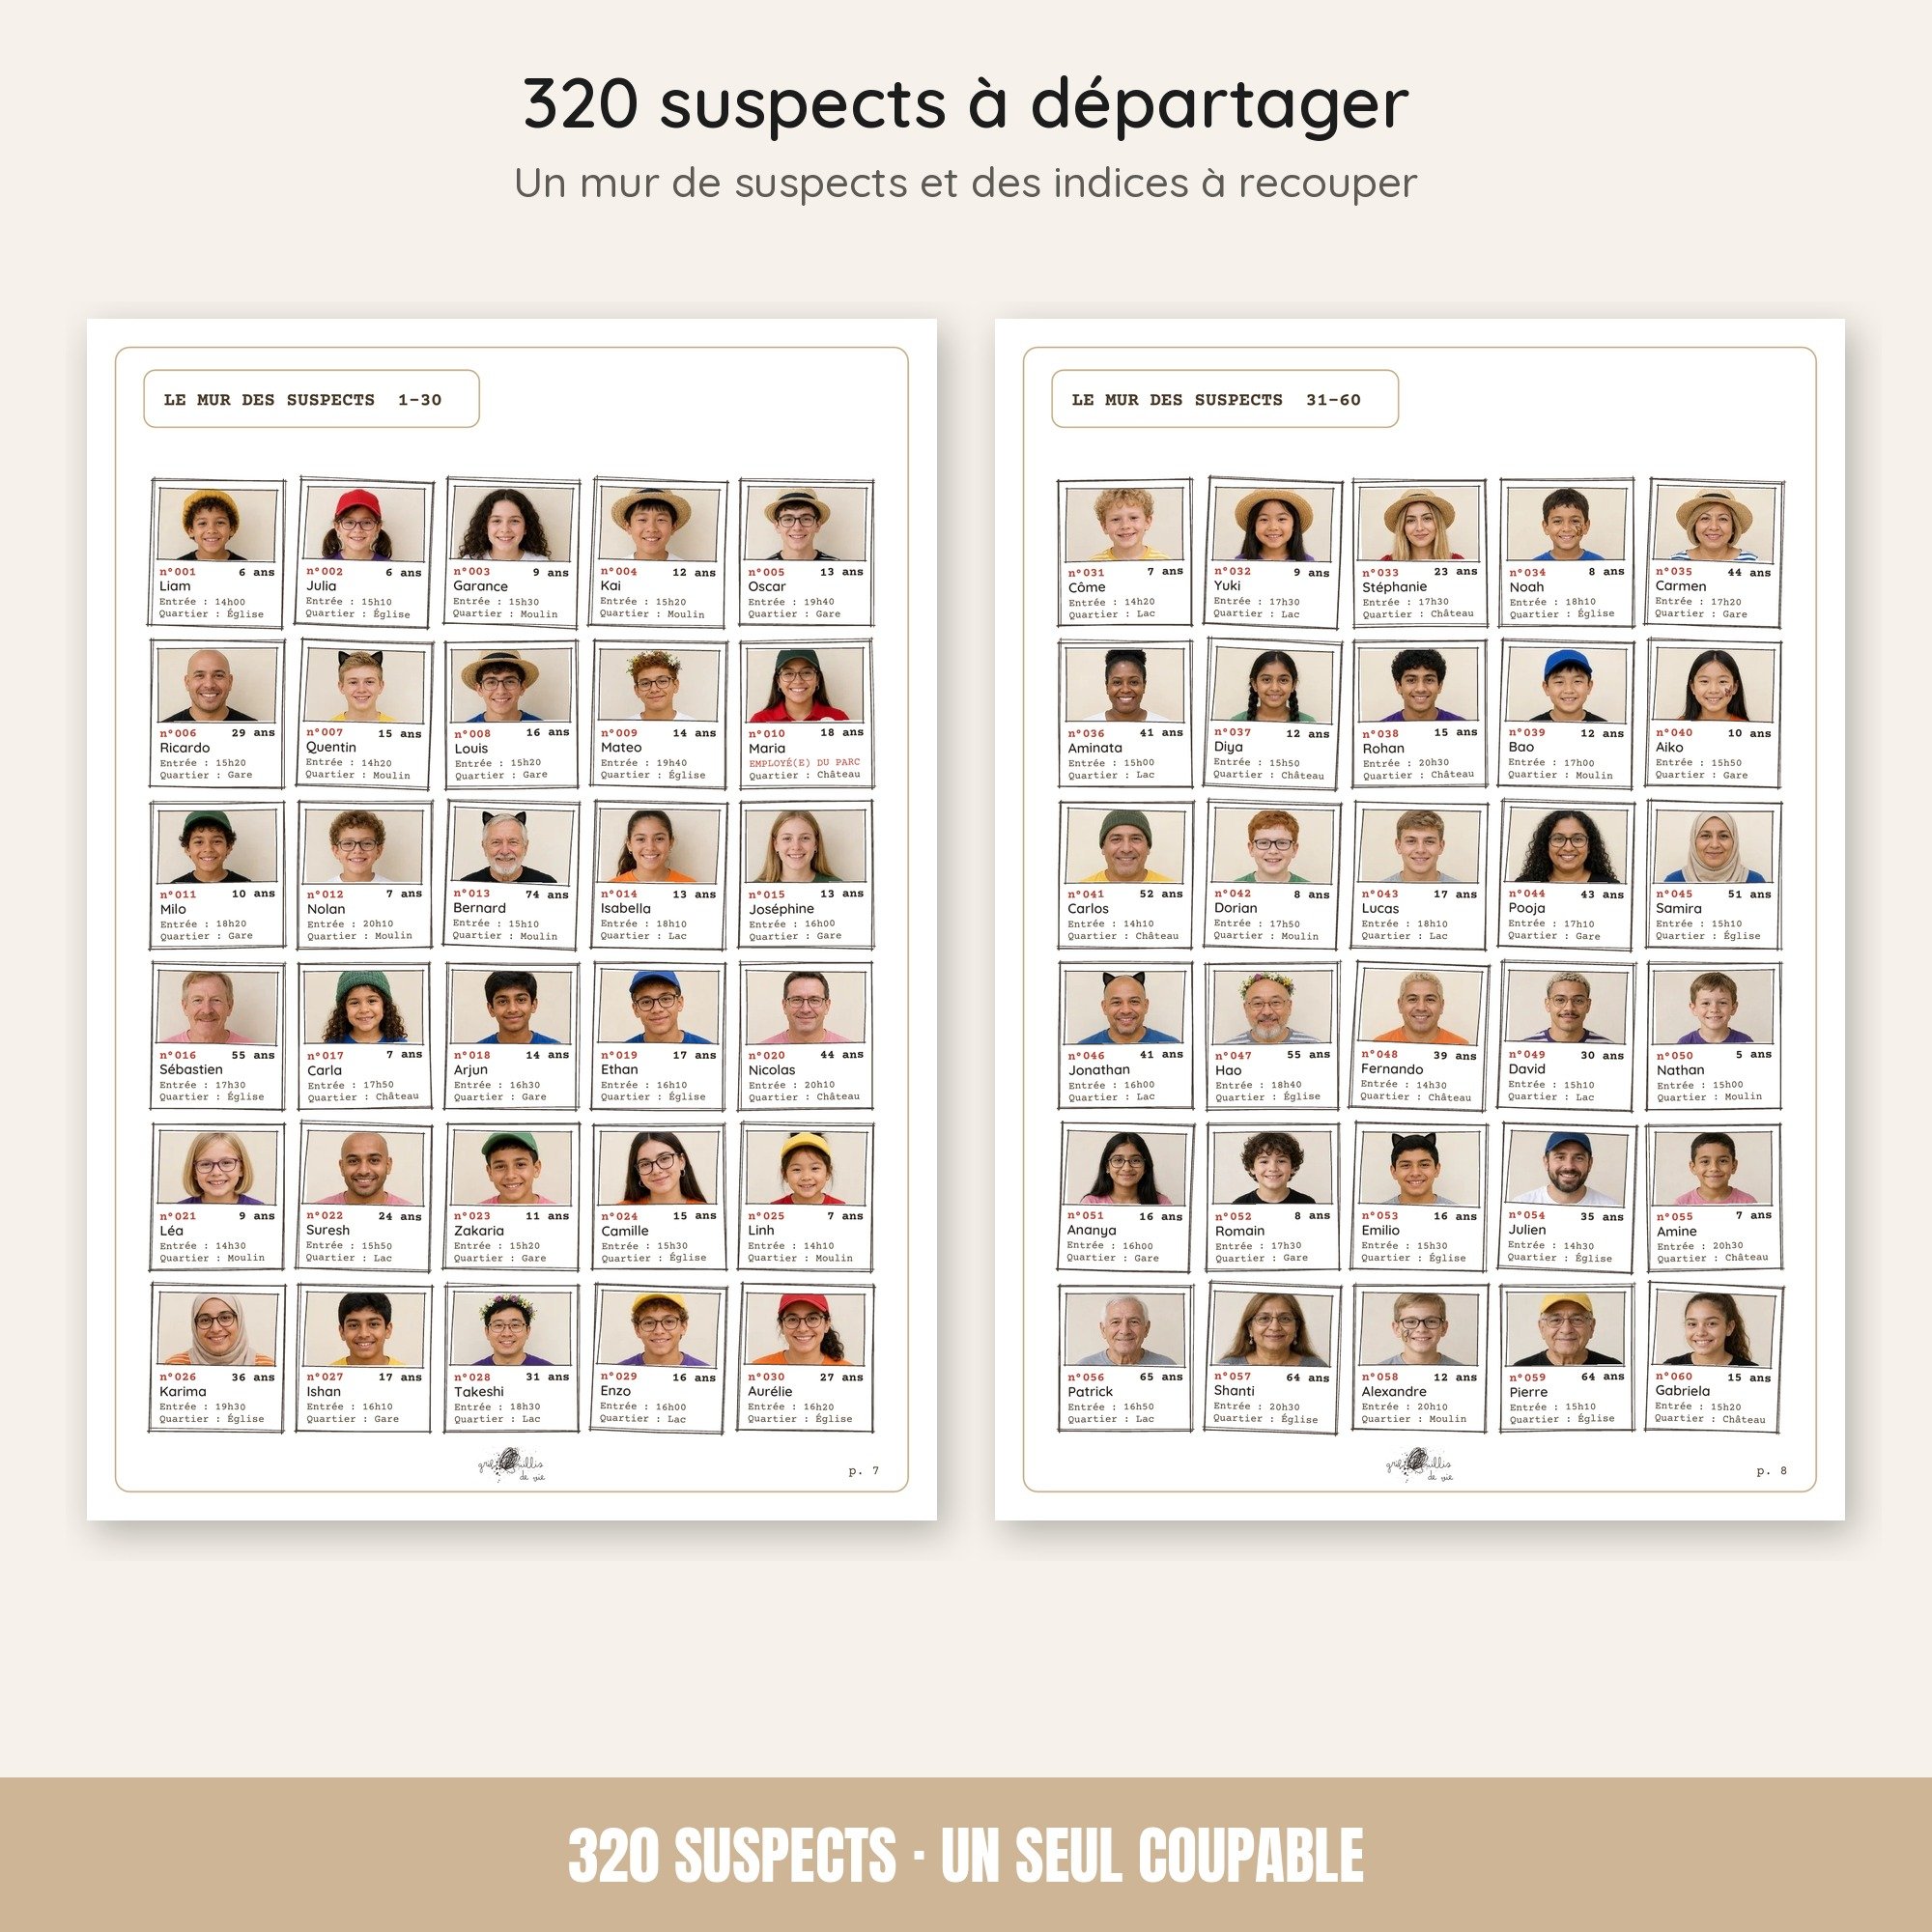 320 suspects à départager
Un mur de suspects et des indices à recouper
LE MUR DES SUSPECTS 1-30
n°001 6 ans
Liam
Entrée : 14h00
Quartier : Église
n°002 6 ans
Julia
Entrée : 15h10
Quartier : Église
n°003 9 ans
Garance
Entrée : 15h30
Quartier : Moulin
n°004 12 ans
Kai
Entrée : 15h20
Quartier : Moulin
n°005 13 ans
Oscar
Entrée : 19h40
Quartier : Gare
n°006 29 ans
Ricardo
Entrée : 15h20
Quartier : Gare
n°007 15 ans
Quentin
Entrée : 14h20
Quartier : Moulin
n°008 16 ans
Louis
Entrée : 15h20
Quartier : Gare
n°009 14 ans
Mateo
Entrée : 19h40
Quartier : Église
n°010 18 ans
Maria
EMPLOYÉ(E) DU PARC
Quartier : Château
n°011 10 ans
Milo
Entrée : 18h20
Quartier : Gare
n°012 7 ans
Nolan
Entrée : 20h10
Quartier : Moulin
n°013 74 ans
Bernard
Entrée : 15h10
Quartier : Moulin
n°014 13 ans
Isabella
Entrée : 18h10
Quartier : Lac
n°015 13 ans
Joséphine
Entrée : 16h00
Quartier : Gare
n°016 55 ans
Sébastien
Entrée : 17h30
Quartier : Église
n°017 7 ans
Carla
Entrée : 17h50
Quartier : Château
n°018 14 ans
Arjun
Entrée : 16h30
Quartier : Gare
n°019 17 ans
Ethan
Entrée : 16h10
Quartier : Église
n°020 44 ans
Nicolas
Entrée : 20h10
Quartier : Château
n°021 9 ans
Léa
Entrée : 14h30
Quartier : Moulin
n°022 24 ans
Suresh
Entrée : 15h50
Quartier : Lac
n°023 11 ans
Zakaria
Entrée : 15h20
Quartier : Gare
n°024 15 ans
Camille
Entrée : 15h30
Quartier : Église
n°025 7 ans
Linh
Entrée : 14h10
Quartier : Moulin
n°026 36 ans
Karima
Entrée : 19h30
Quartier : Église
n°027 17 ans
Ishan
Entrée : 16h10
Quartier : Gare
n°028 31 ans
Takeshi
Entrée : 18h30
Quartier : Lac
n°029 16 ans
Enzo
Entrée : 16h00
Quartier : Lac
n°030 27 ans
Aurélie
Entrée : 16h20
Quartier : Église
de vie
p. 7
LE MUR DES SUSPECTS 31-60
n°031 7 ans
Côme
Entrée : 14h20
Quartier : Lac
n°032 9 ans
Yuki
Entrée : 17h30
Quartier : Lac
n°033 23 ans
Stéphanie
Entrée : 17h30
Quartier : Château
n°034 8 ans
Noah
Entrée : 18h10
Quartier : Église
n°035 44 ans
Carmen
Entrée : 17h20
Quartier : Gare
n°036 41 ans
Aminata
Entrée : 15h00
Quartier : Lac
n°037 12 ans
Diya
Entrée : 15h50
Quartier : Château
n°038 15 ans
Rohan
Entrée : 20h30
Quartier : Château
n°039 12 ans
Bao
Entrée : 17h00
Quartier : Moulin
n°040 10 ans
Aiko
Entrée : 15h50
Quartier : Gare
n°041 52 ans
Carlos
Entrée : 14h10
Quartier : Château
n°042 8 ans
Dorian
Entrée : 17h50
Quartier : Moulin
n°043 17 ans
Lucas
Entrée : 18h10
Quartier : Lac
n°044 43 ans
Pooja
Entrée : 17h10
Quartier : Gare
n°045 51 ans
Samira
Entrée : 15h10
Quartier : Église
n°046 41 ans
Jonathan
Entrée : 16h00
Quartier : Lac
n°047 55 ans
Hao
Entrée : 18h40
Quartier : Église
n°048 39 ans
Fernando
Entrée : 14h30
Quartier : Château
n°049 30 ans
David
Entrée : 15h10
Quartier : Lac
n°050 5 ans
Nathan
Entrée : 15h00
Quartier : Moulin
n°051 16 ans
Ananya
Entrée : 16h00
Quartier : Gare
n°052 8 ans
Romain
Entrée : 17h30
Quartier : Gare
n°053 16 ans
Emilio
Entrée : 15h30
Quartier : Église
n°054 35 ans
Julien
Entrée : 14h30
Quartier : Église
n°055 7 ans
Amine
Entrée : 20h30
Quartier : Château
n°056 65 ans
Patrick
Entrée : 16h50
Quartier : Lac
n°057 64 ans
Shanti
Entrée : 20h30
Quartier : Église
n°058 12 ans
Alexandre
Entrée : 20h10
Quartier : Moulin
n°059 64 ans
Pierre
Entrée : 15h10
Quartier : Église
n°060 15 ans
Gabriela
Entrée : 15h20
Quartier : Château
de vie
p. 8
320 SUSPECTS · UN SEUL COUPABLE